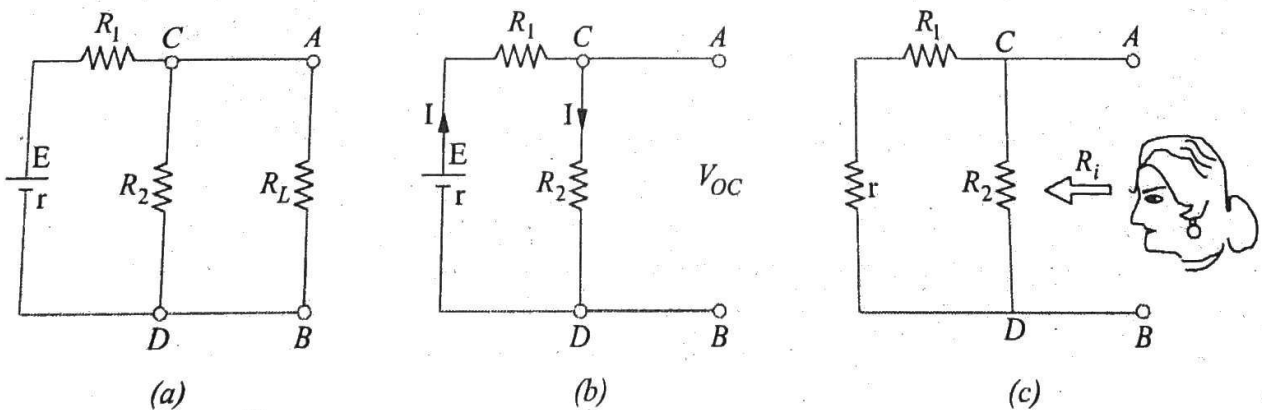 R1 C A
E r R2 RL
D B
(a)
R1 C A
I I
E r R2 VOC
D B
(b)
R1 C A
r R2 Ri
D B
(c)